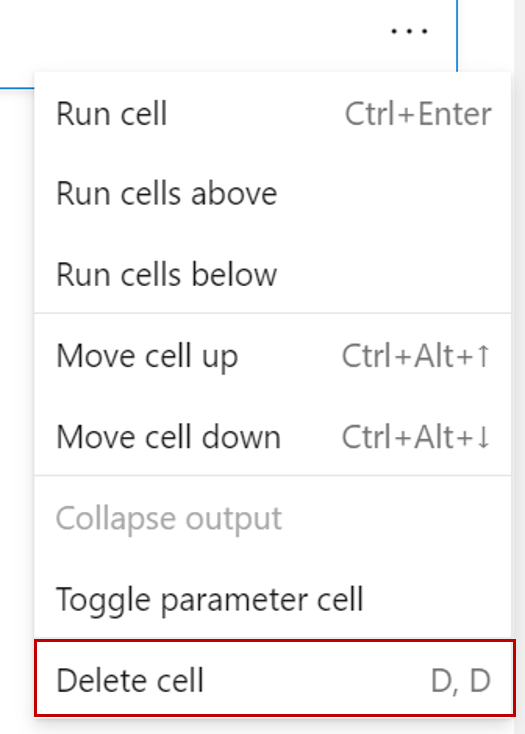 ...
Run cell Ctrl+Enter
Run cells above
Run cells below
Move cell up Ctrl+Alt+↑
Move cell down Ctrl+Alt+↓
Collapse output
Toggle parameter cell
Delete cell D, D